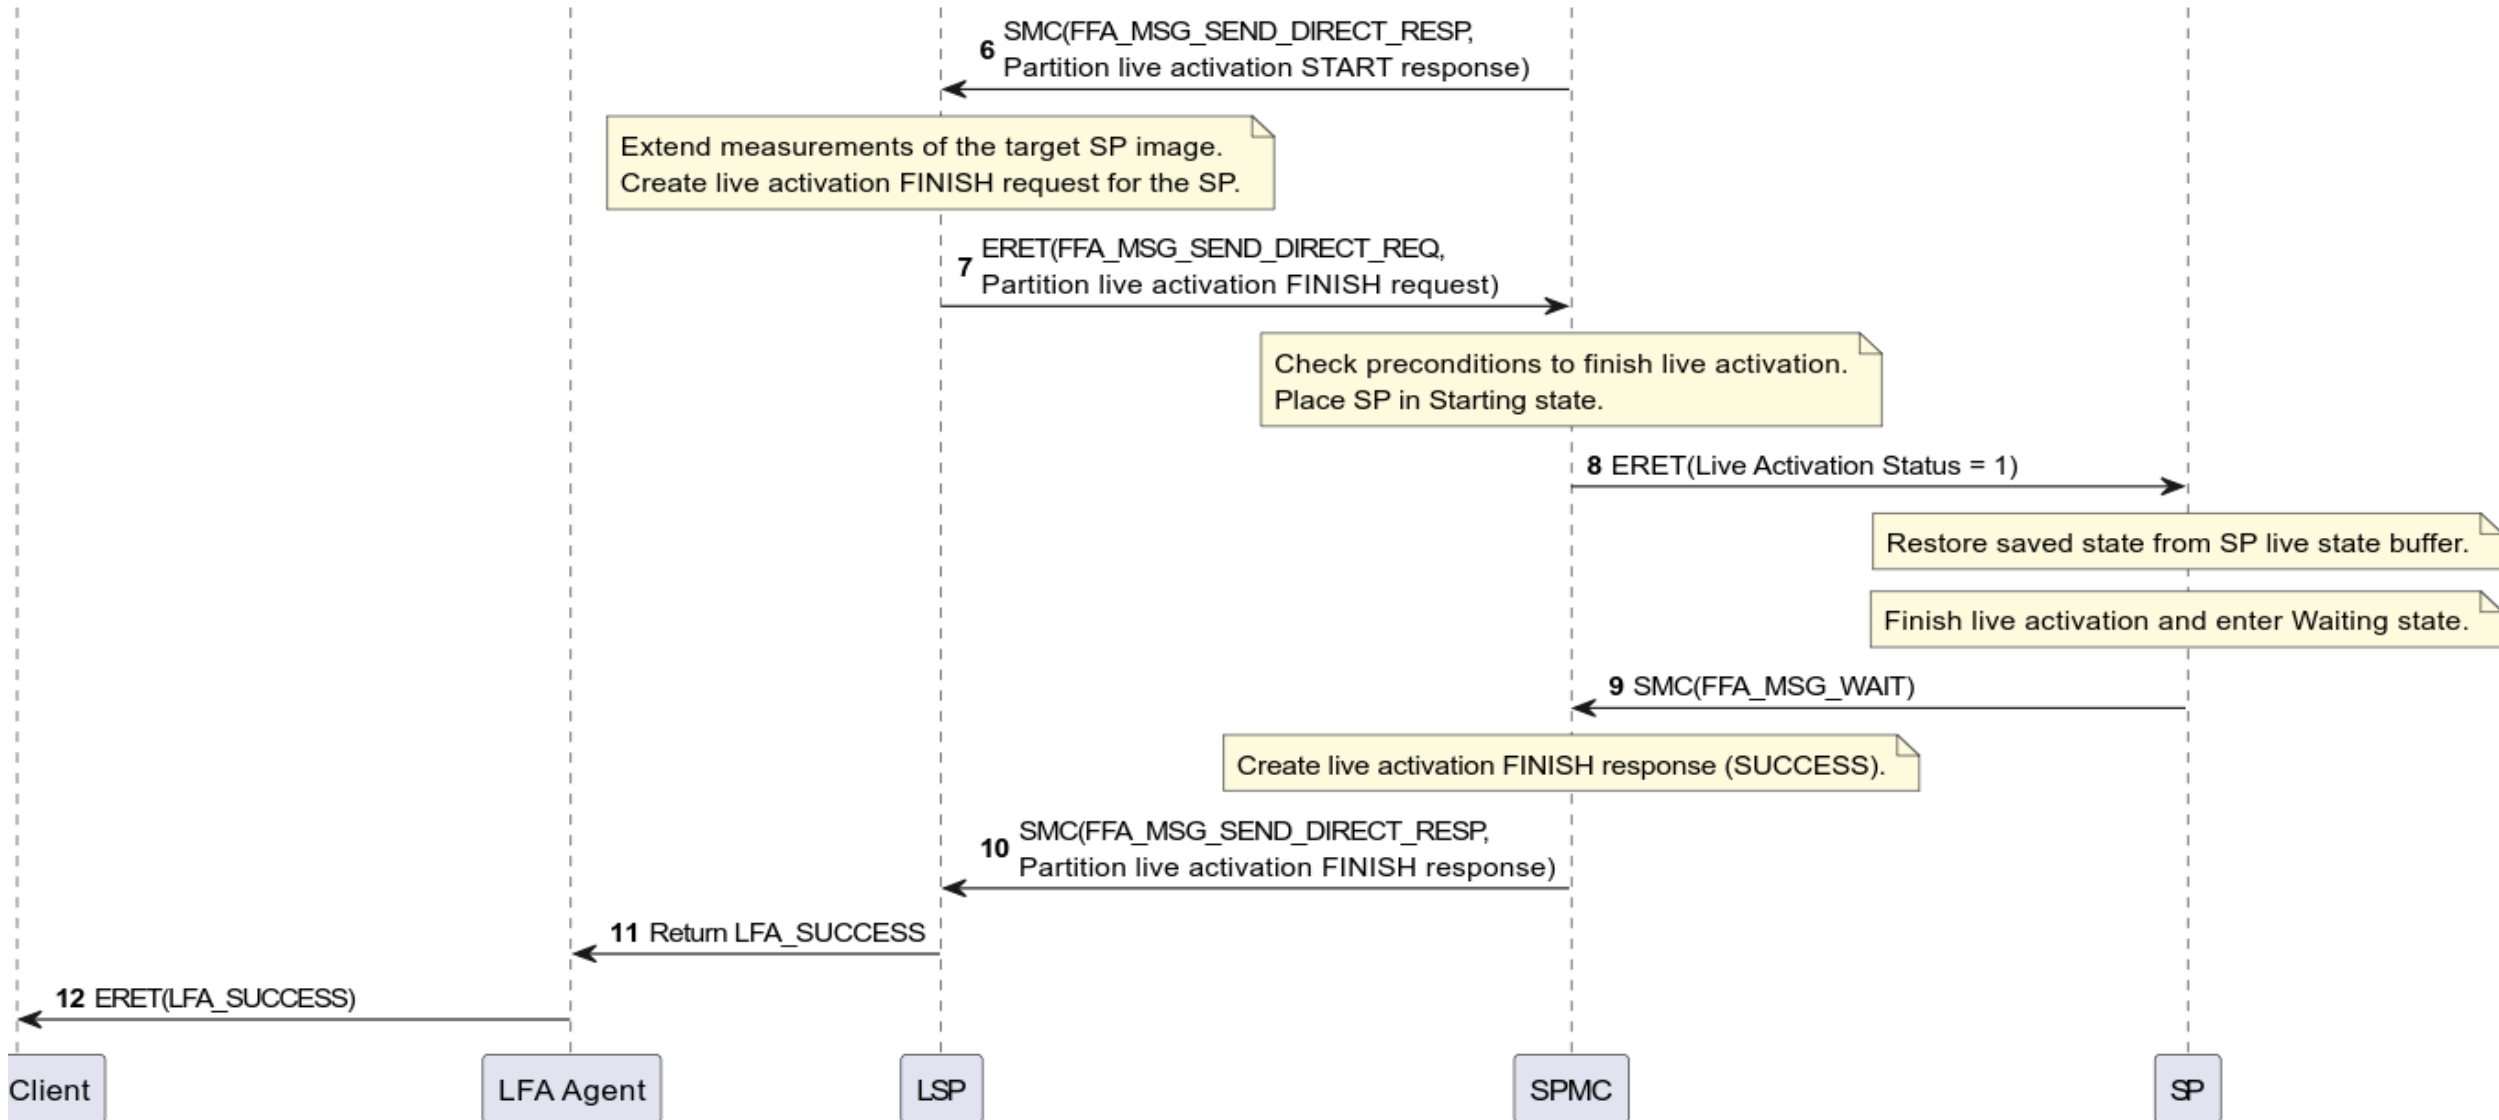 6 SMC(FFA_MSG_SEND_DIRECT_RESP,
Partition live activation START response)
Extend measurements of the target SP image.
Create live activation FINISH request for the SP.
7 ERET(FFA_MSG_SEND_DIRECT_REQ,
Partition live activation FINISH request)
Check preconditions to finish live activation.
Place SP in Starting state.
8 ERET(Live Activation Status = 1)
Restore saved state from SP live state buffer.
Finish live activation and enter Waiting state.
9 SMC(FFA_MSG_WAIT)
Create live activation FINISH response (SUCCESS).
10 SMC(FFA_MSG_SEND_DIRECT_RESP,
Partition live activation FINISH response)
11 Return LFA_SUCCESS
12 ERET(LFA_SUCCESS)
Client
LFA Agent
LSP
SPMC
SP